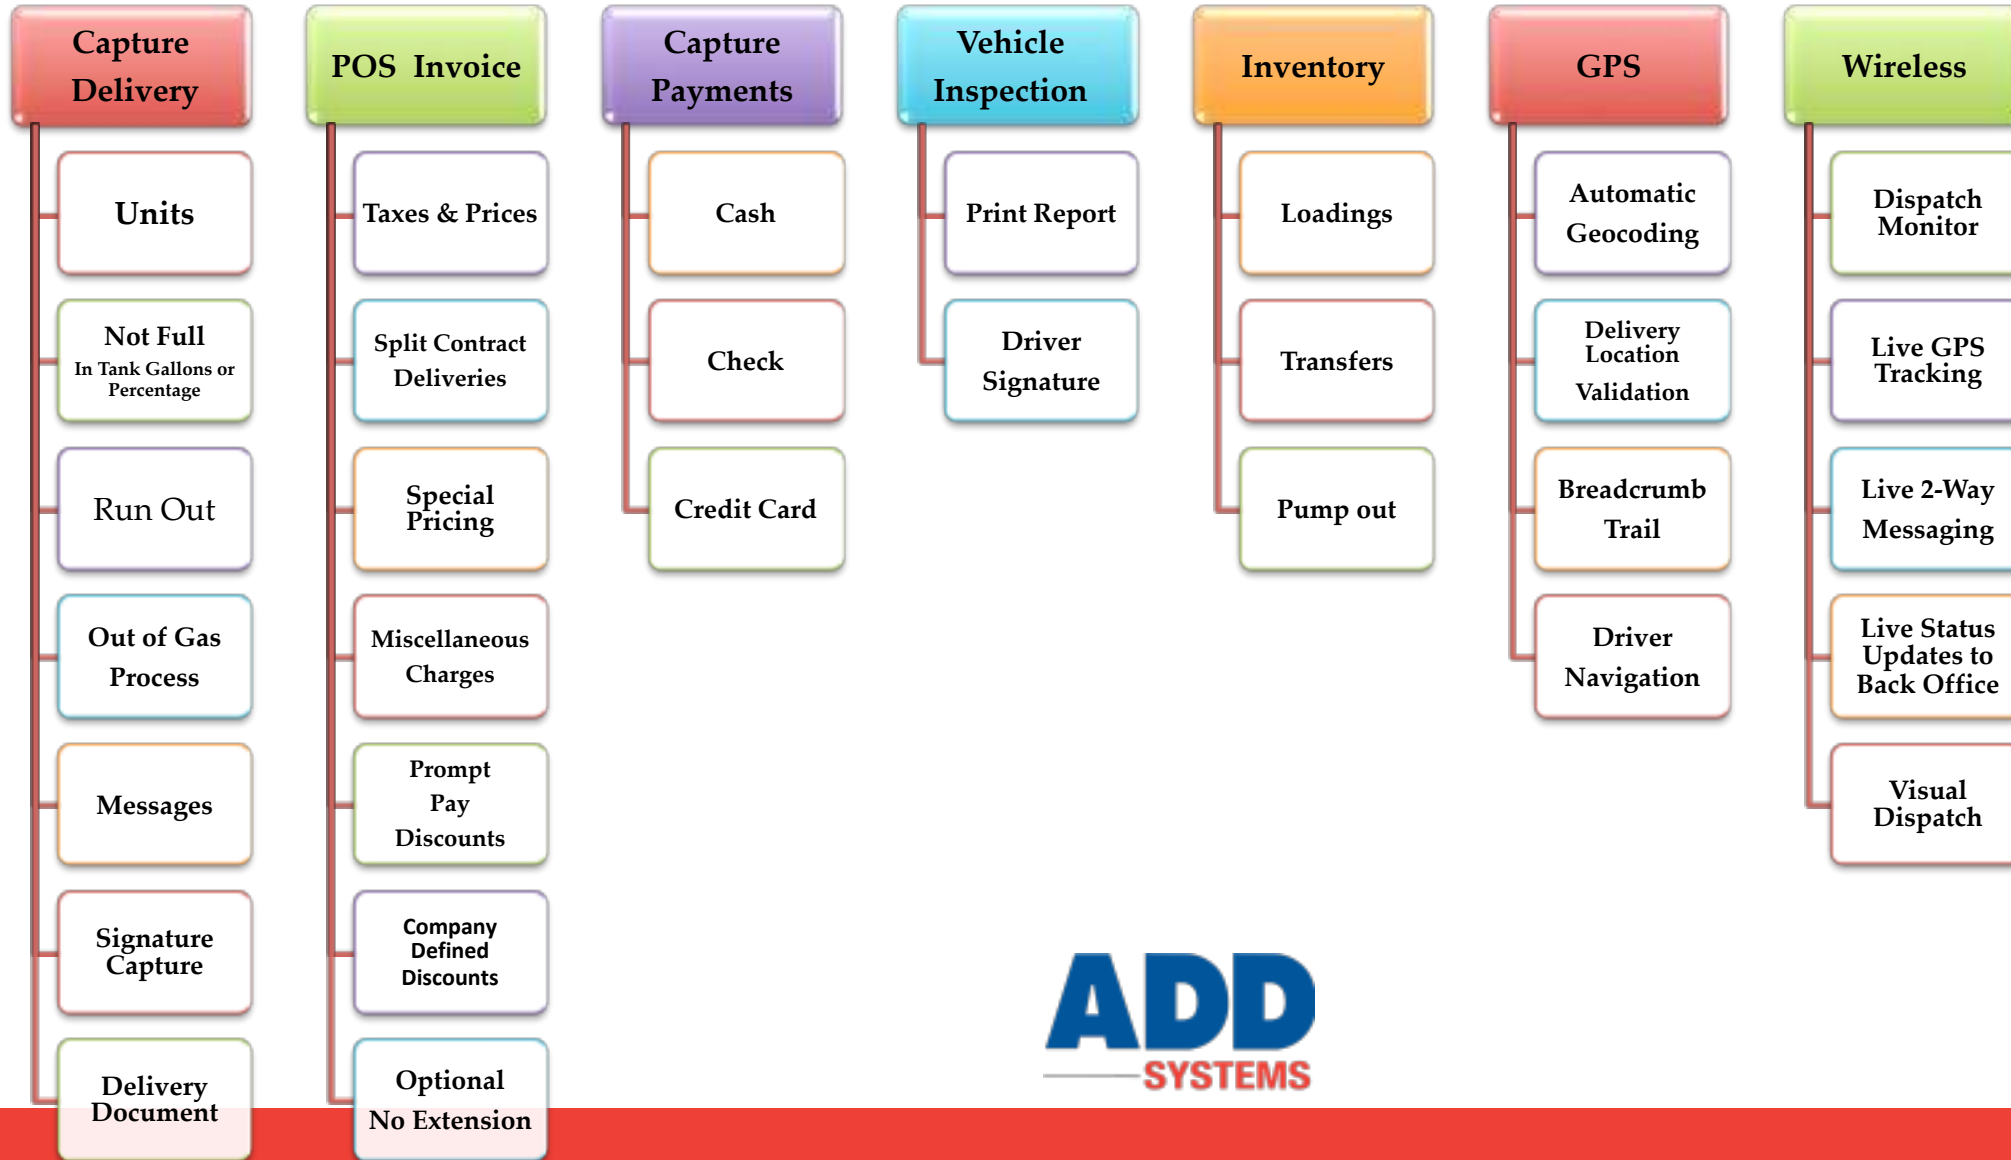 Capture
Delivery
Units
Not Full
In Tank Gallons or
Percentage
Run Out
Out of Gas
Process
Messages
Signature
Capture
Delivery
Document
POS Invoice
Taxes & Prices
Split Contract
Deliveries
Special
Pricing
Miscellaneous
Charges
Prompt
Pay
Discounts
Company
Defined
Discounts
Optional
No Extension
Capture
Payments
Cash
Check
Credit Card
Vehicle
Inspection
Print Report
Driver
Signature
Inventory
Loadings
Transfers
Pump out
GPS
Automatic
Geocoding
Delivery
Location
Validation
Breadcrumb
Trail
Driver
Navigation
Wireless
Dispatch
Monitor
Live GPS
Tracking
Live 2-Way
Messaging
Live Status
Updates to
Back Office
Visual
Dispatch
ADD
SYSTEMS